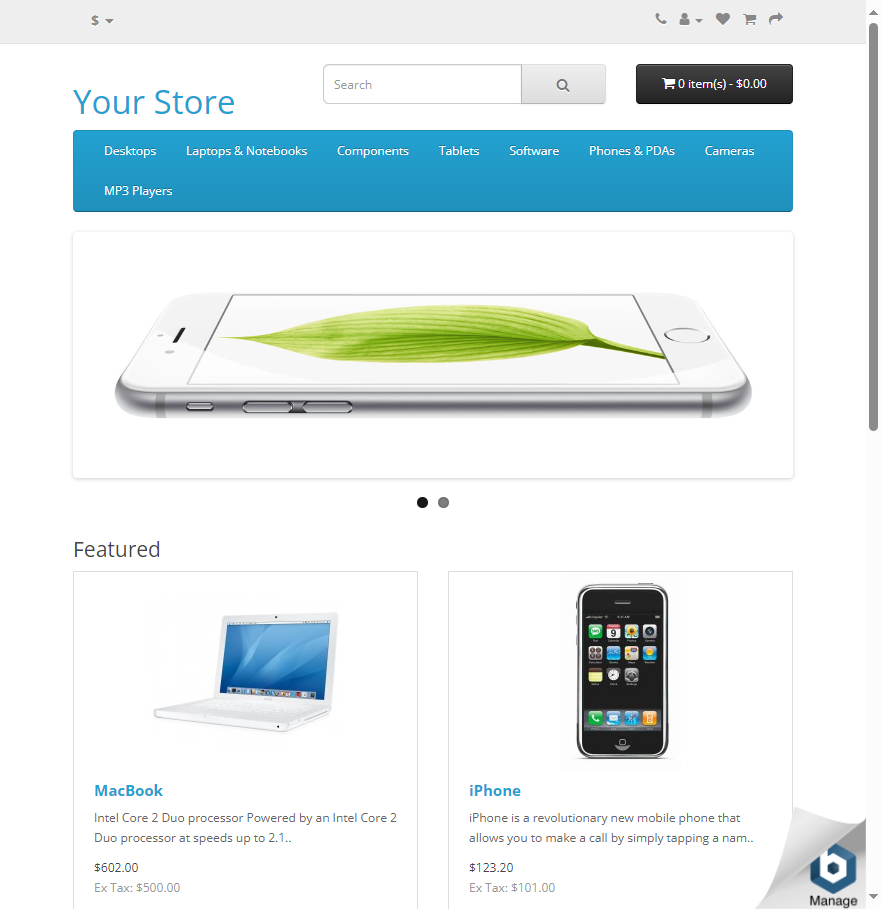 $
Your Store
Search
0 item(s) - $0.00
Desktops
Laptops & Notebooks
Components
Tablets
Software
Phones & PDAs
Cameras
MP3 Players
Featured
MacBook
Intel Core 2 Duo processor Powered by an Intel Core 2
Duo processor at speeds up to 2.1..
$602.00
Ex Tax: $500.00
iPhone
iPhone is a revolutionary new mobile phone that
allows you to make a call by simply tapping a nam..
$123.20
Ex Tax: $101.00
Manage